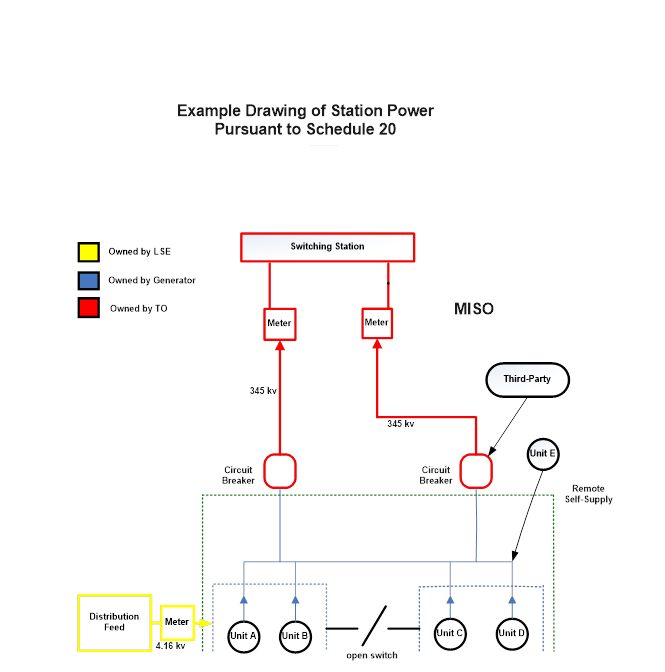 Example Drawing of Station Power
Pursuant to Schedule 20
Switching Station
Owned by LSE
Owned by Generator
Owned by TO
MISO
Meter
Meter
Third-Party
345 kv
345 kv
Unit E
Circuit
Breaker
Circuit
Breaker
Remote
Self-Supply
Distribution
Feed
Meter
4.16 kv
Unit A
Unit B
Unit C
Unit D
open switch